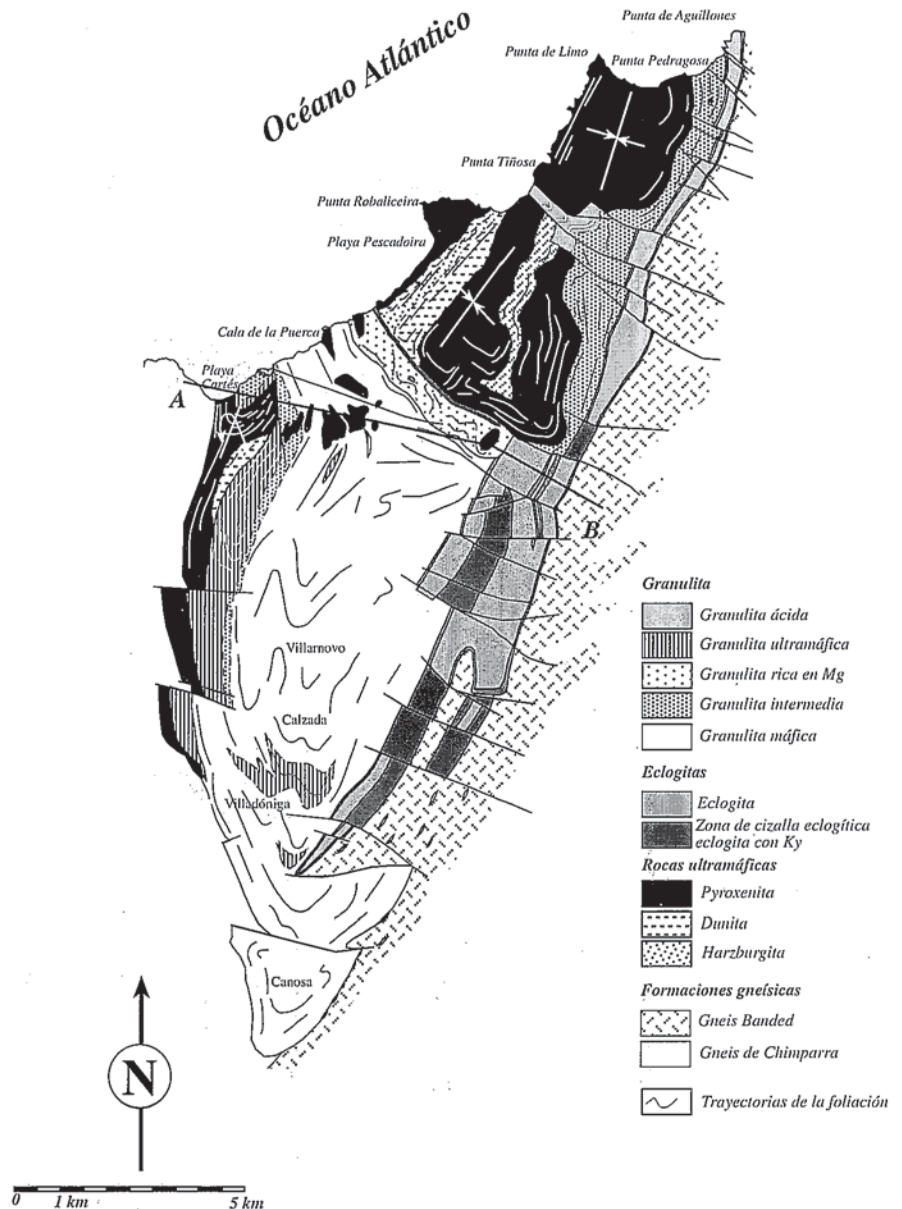 Punta de Aguillones
Océano Atlántico
Punta de Limo
Punta Pedragosa
Punta Tiñosa
Punta Robaliceira
Playa Pescadoira
Cala de la Puerca
Playa
Cortés
A
B
Villarnovo
Calzada
Villadóniga
Canosa
Granulita
Granulita ácida
Granulita ultramáfica
Granulita rica en Mg
Granulita intermedia
Granulita máfica
Eclogitas
Eclogita
Zona de cizalla eclogítica
eclogita con Ky
Rocas ultramáficas
Pyroxenita
Dunita
Harzburgita
Formaciones gneísicas
Gneis Banded
Gneis de Chimparra
Trayectorias de la foliación
N
0 1 km 5 km